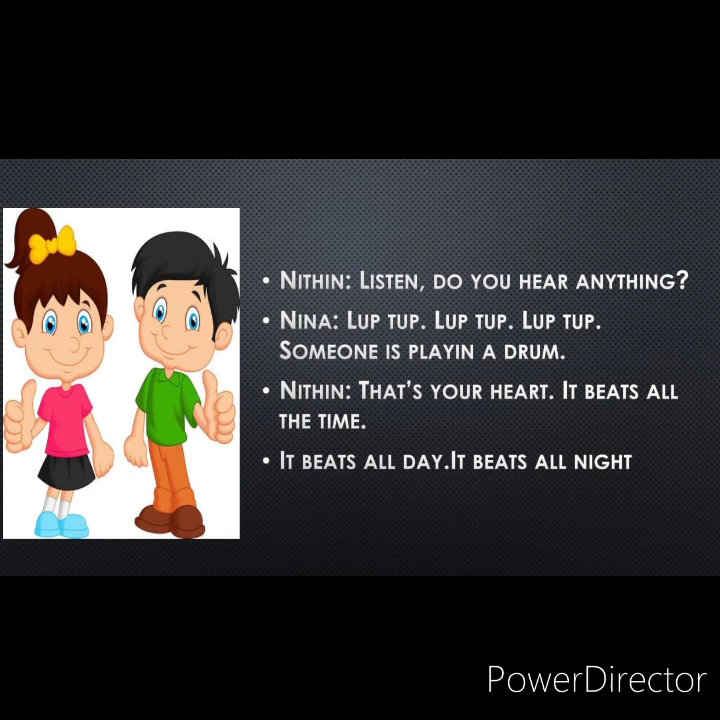 • Nithin: Listen, do you hear anything?
• Nina: Lup tup. Lup tup. Lup tup.
Someone is playin a drum.
• Nithin: That's your heart. It beats all
the time.
• It beats all day.It beats all night
PowerDirector